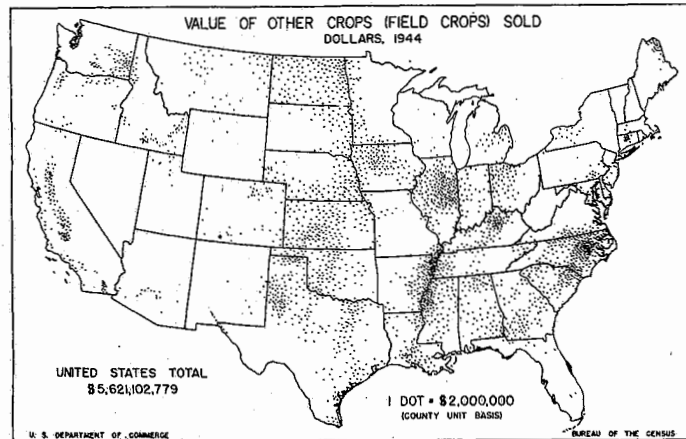 VALUE OF OTHER CROPS (FIELD CROPS) SOLD
DOLLARS, 1944
UNITED STATES TOTAL
$5,621,102,779
1 DOT = $2,000,000
(COUNTY UNIT BASIS)
U. S. DEPARTMENT OF COMMERCE
BUREAU OF THE CENSUS